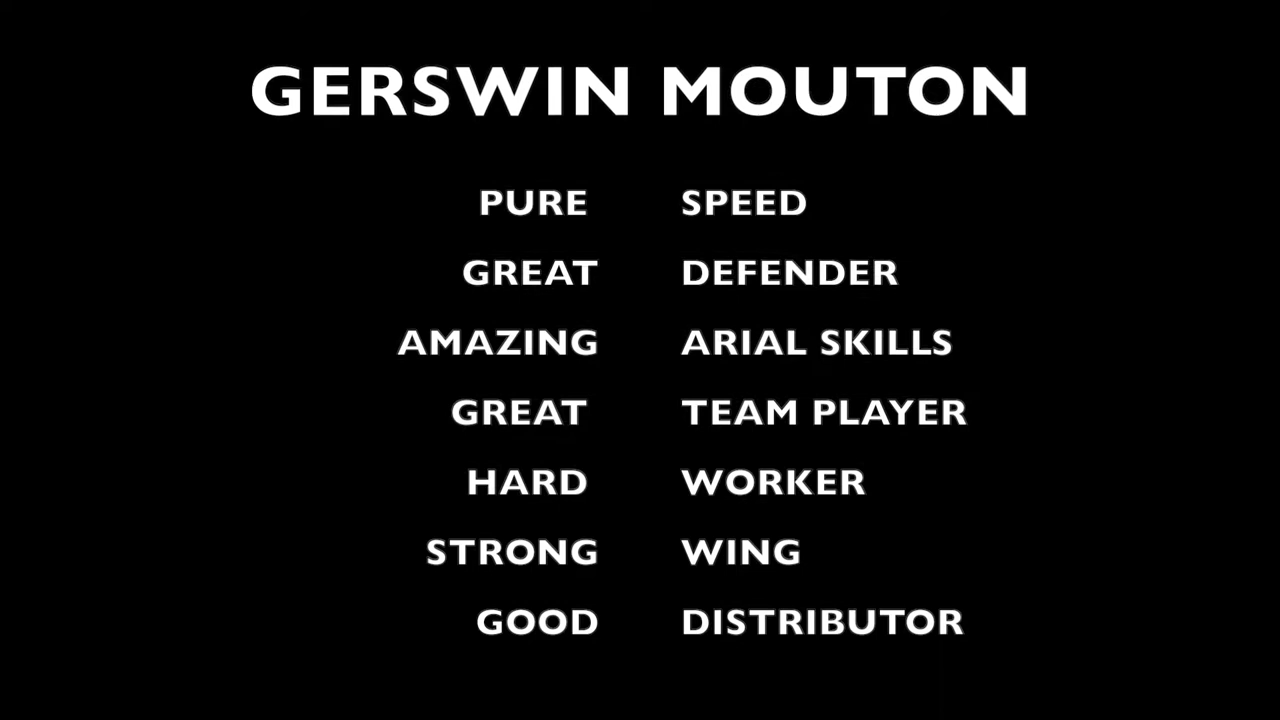 GERSWIN MOUTON
PURE SPEED
GREAT DEFENDER
AMAZING ARIAL SKILLS
GREAT TEAM PLAYER
HARD WORKER
STRONG WING
GOOD DISTRIBUTOR